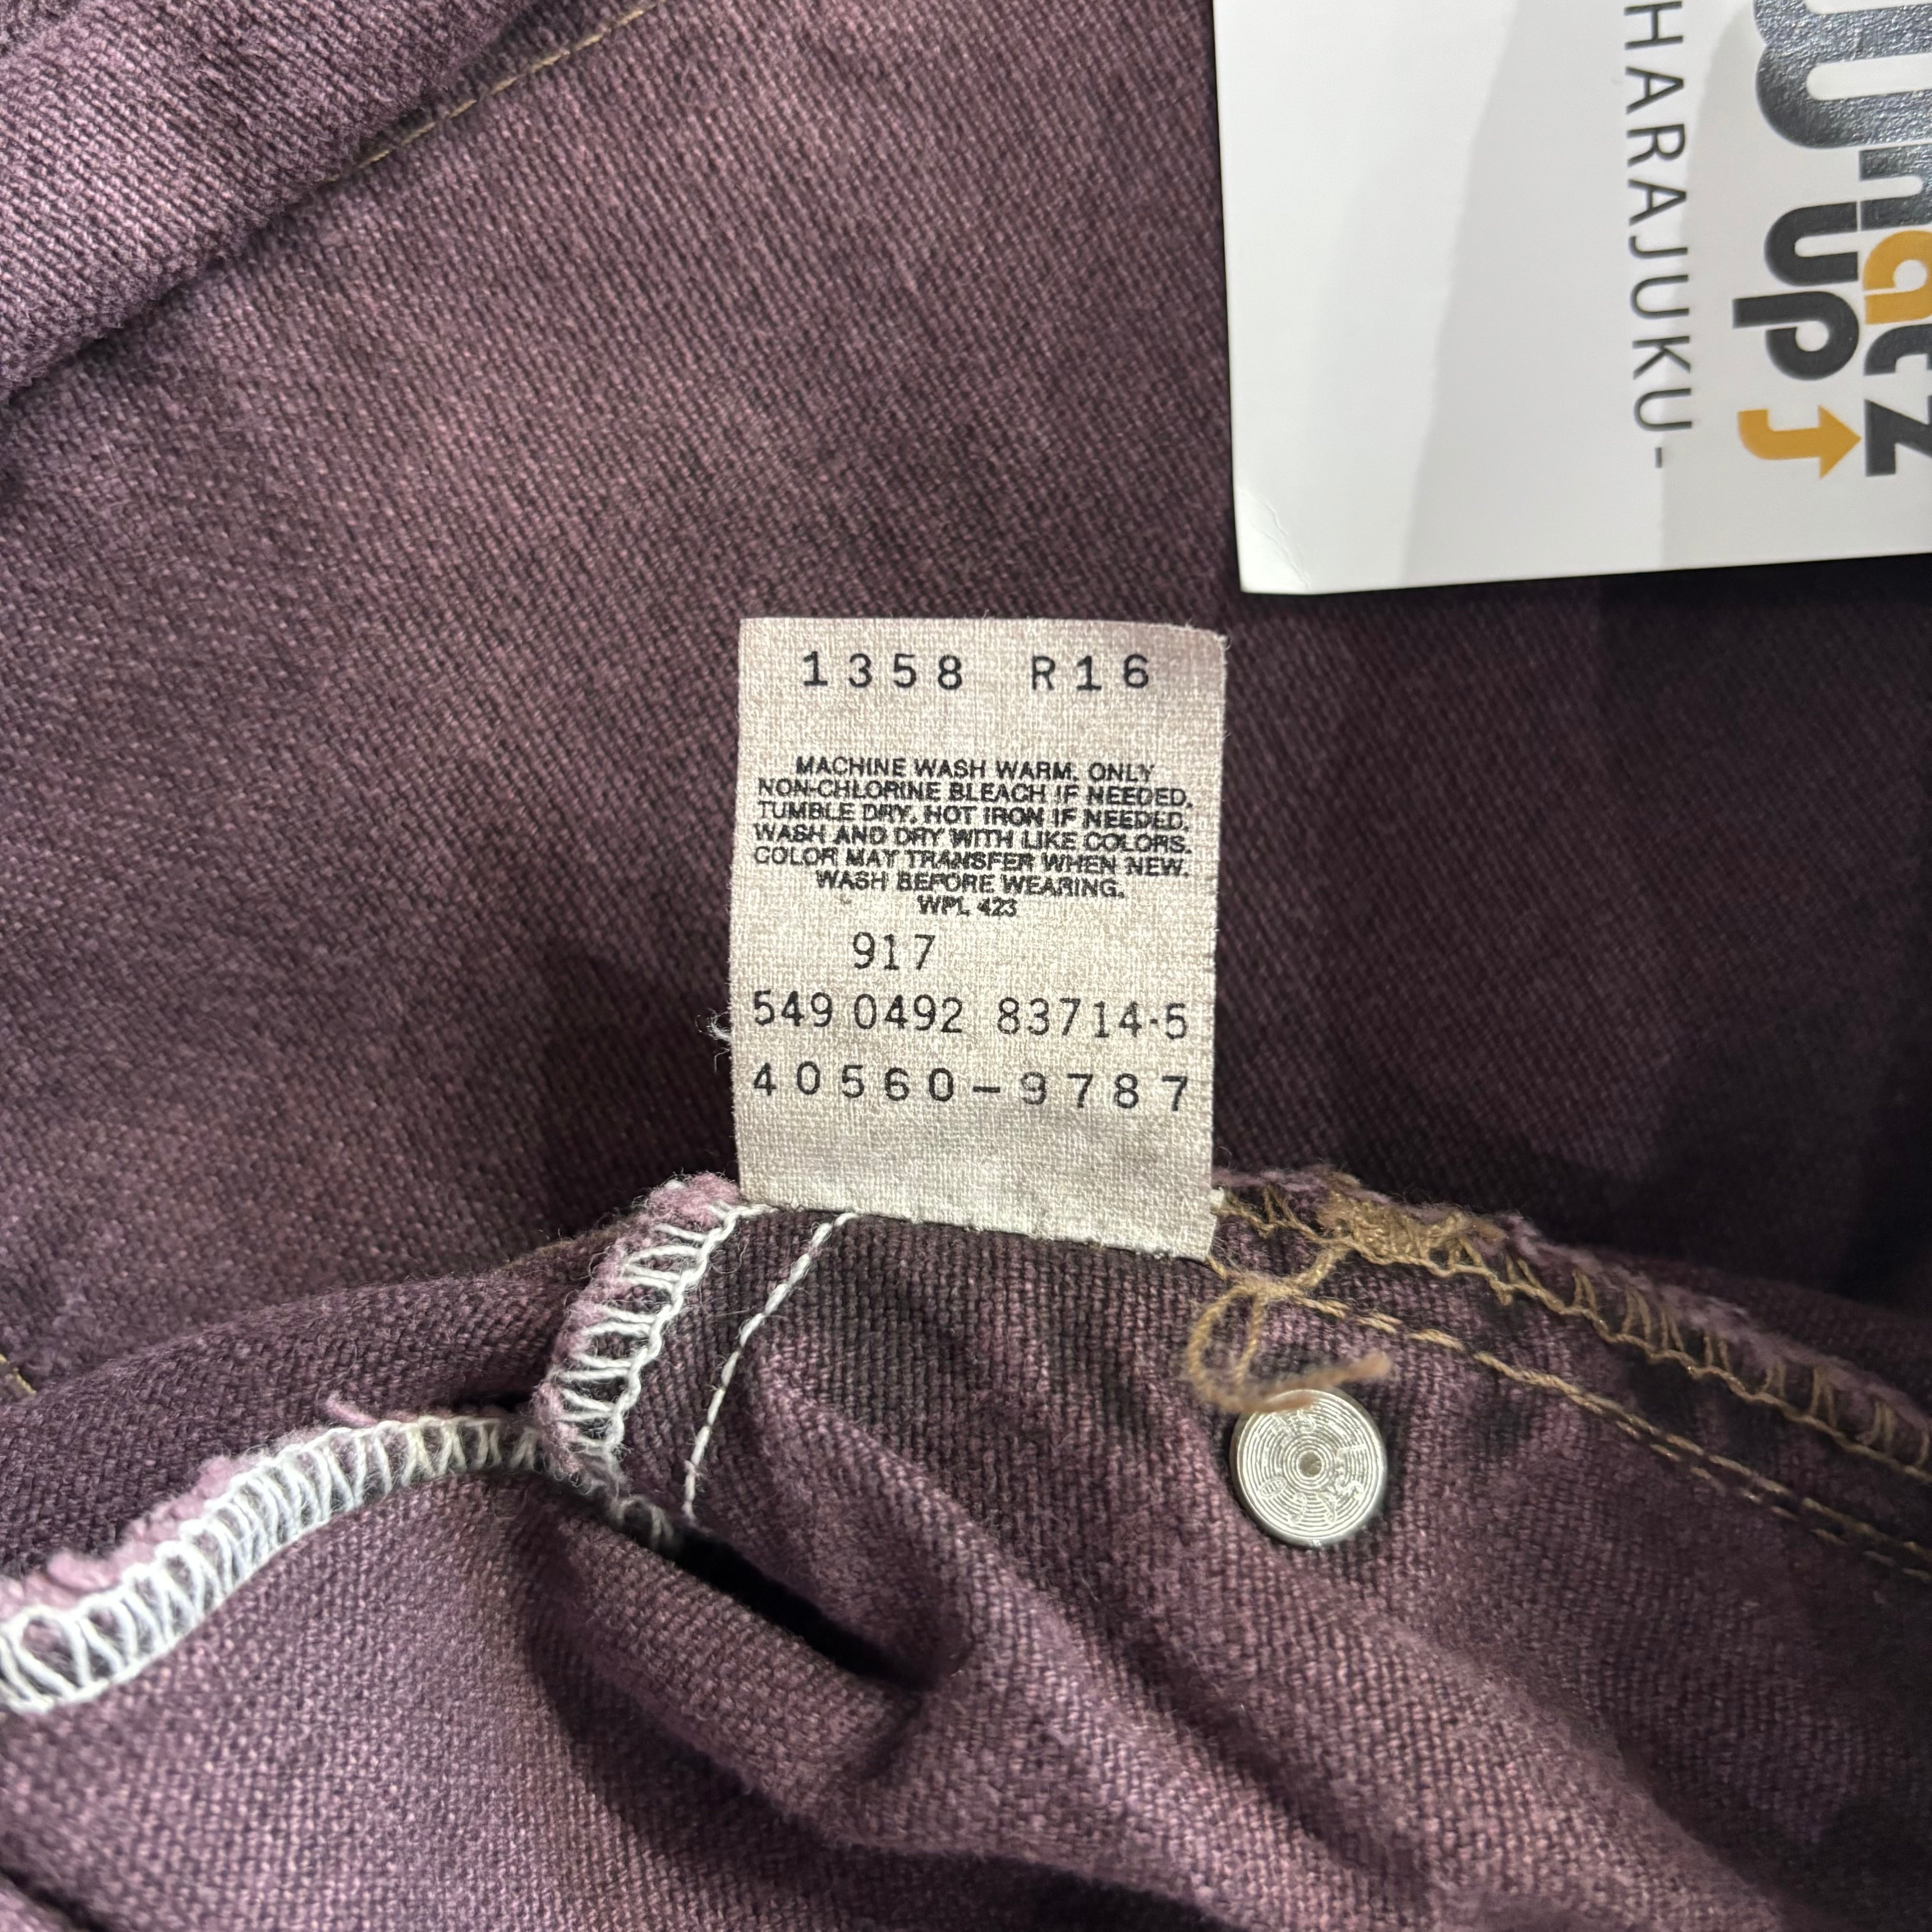 HARAJUKU-
up
1358 R16
MACHINE WASH WARM. ONLY
NON-CHLORINE BLEACH IF NEEDED.
TUMBLE DRY. HOT IRON IF NEEDED.
WASH AND DRY WITH LIKE COLORS.
COLOR MAY TRANSFER WHEN NEW.
WASH BEFORE WEARING.
WPL 423
917
549 0492 83714-5
40560-9787